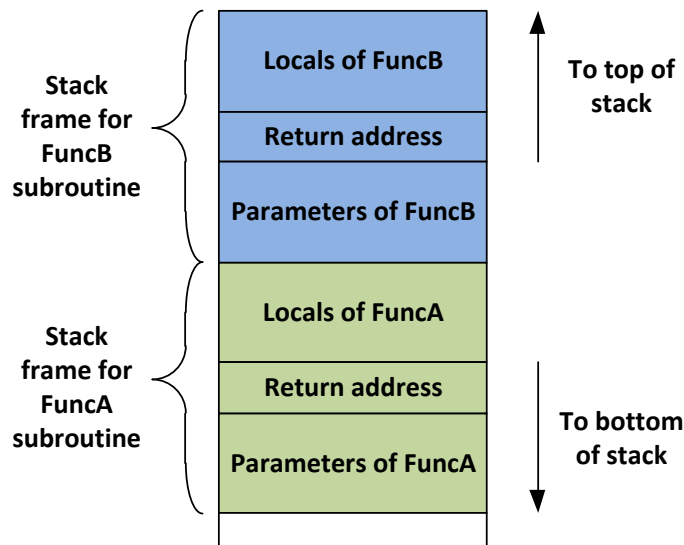 Stack
frame for
FuncB
subroutine
Locals of FuncB
Return address
Parameters of FuncB
To top of
stack
Stack
frame for
FuncA
subroutine
Locals of FuncA
Return address
Parameters of FuncA
To bottom
of stack